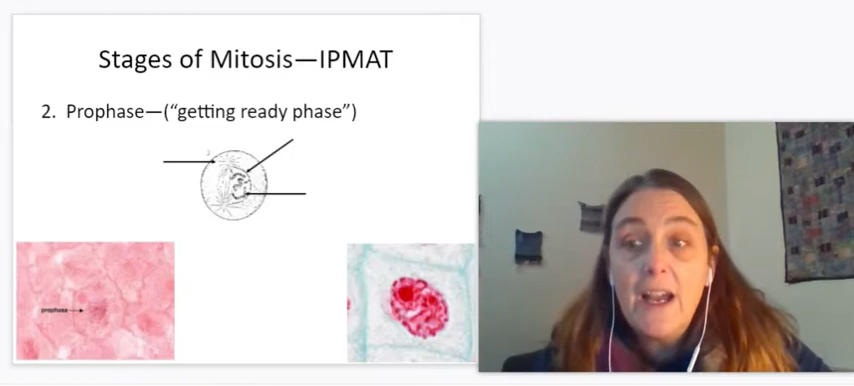 Stages of Mitosis—IPMAT
2. Prophase—("getting ready phase")
prophase